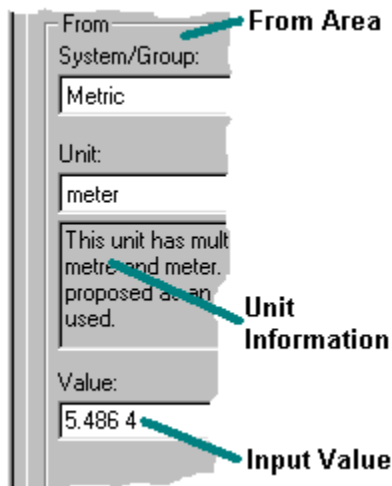 From
From Area
System/Group:
Metric
Unit:
meter
This unit has mult
metre and meter.
proposed as an
used.
Unit
Information
Value:
5.486 4
Input Value